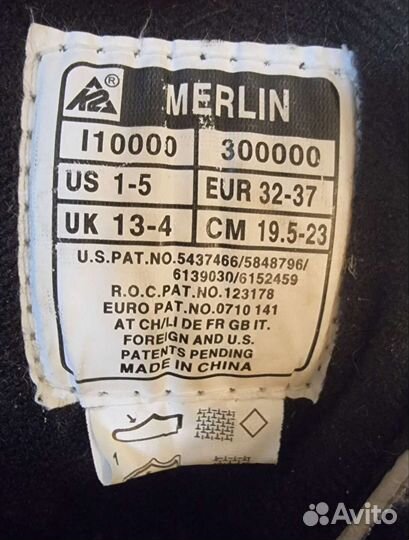 K2 ® MERLIN
I10000 300000
US 1-5 EUR 32-37
UK 13-4 CM 19.5-23
U.S.PAT.NO.5437466/5848796/
6139030/6152459
R.O.C.PAT.NO.123178
EURO PAT.NO.0710 141
AT CH/LI DE FR GB IT.
FOREIGN AND U.S.
PATENTS PENDING
MADE IN CHINA
1
Avito